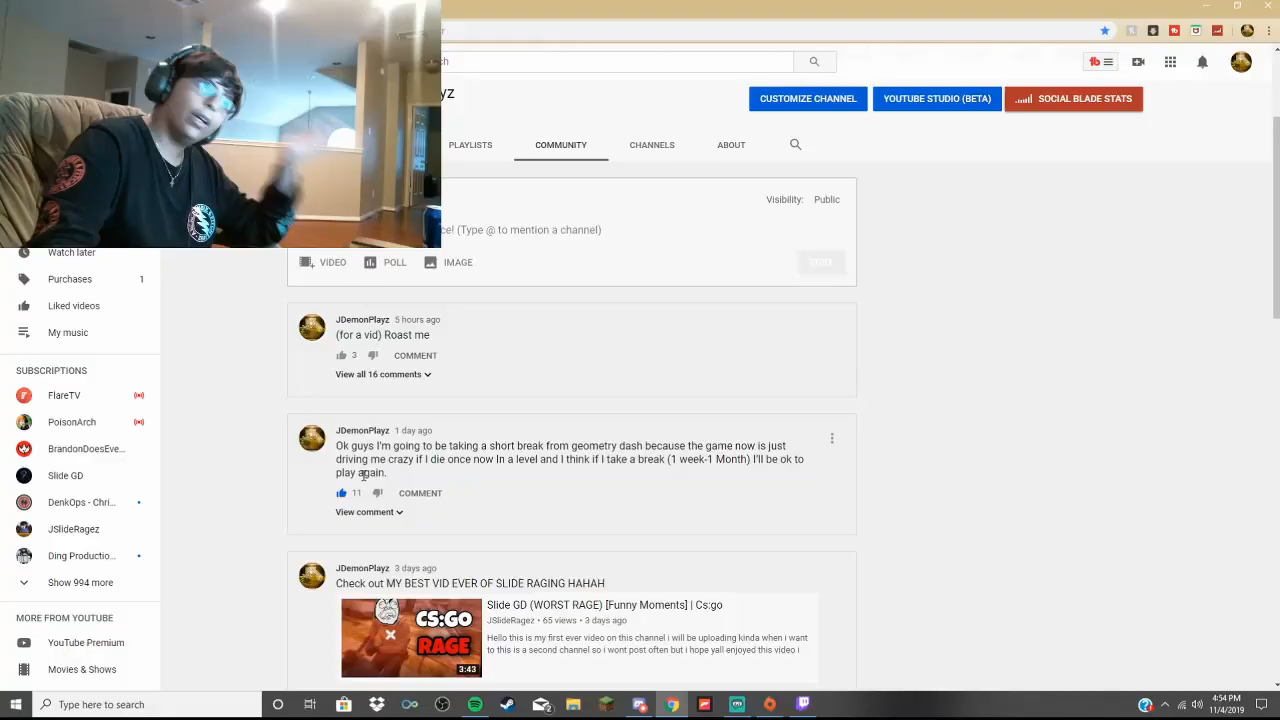 ch
yz
CUSTOMIZE CHANNEL
YOUTUBE STUDIO (BETA)
SOCIAL BLADE STATS
PLAYLISTS
COMMUNITY
CHANNELS
ABOUT
Visibility: Public
ce! (Type @ to mention a channel)
VIDEO
POLL
IMAGE
POST
Watch later
Purchases 1
Liked videos
My music
SUBSCRIPTIONS
FlareTV
PoisonArch
BrandonDoesEve...
Slide GD
DenkOps - Chri...
JSlideRagez
Ding Productio...
Show 994 more
MORE FROM YOUTUBE
YouTube Premium
Movies & Shows
JDemonPlayz 5 hours ago
(for a vid) Roast me
3 COMMENT
View all 16 comments
JDemonPlayz 1 day ago
Ok guys I'm going to be taking a short break from geometry dash because the game now is just
driving me crazy if I die once now In a level and I think if I take a break (1 week-1 Month) I'll be ok to
play again.
11 COMMENT
View comment
JDemonPlayz 3 days ago
Check out MY BEST VID EVER OF SLIDE RAGING HAHAH
CS:GO
RAGE
3:43
Slide GD (WORST RAGE) [Funny Moments] | Cs:go
JSlideRagez • 65 views • 3 days ago
Hello this is my first ever video on this channel i will be uploading kinda when i want
to this is a second channel so i wont post often but i hope yall enjoyed this video i
Type here to search
4:54 PM
11/4/2019